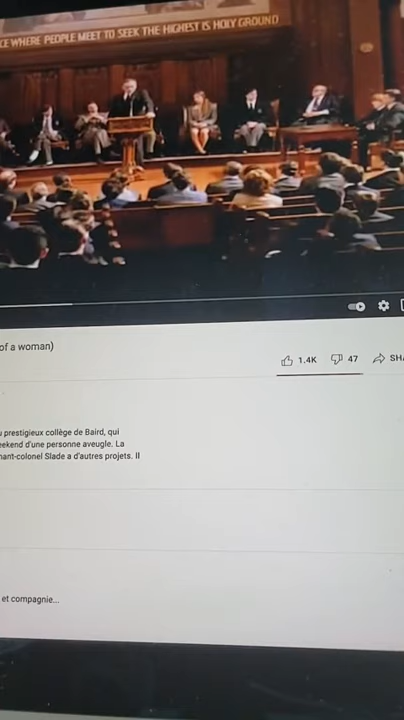 CE WHERE PEOPLE MEET TO SEEK THE HIGHEST IS HOLY GROUND
of a woman)
1.4K 47 SHA
u prestigieux collège de Baird, qui
eekend d'une personne aveugle. La
nant-colonel Slade a d'autres projets. Il
et compagnie...